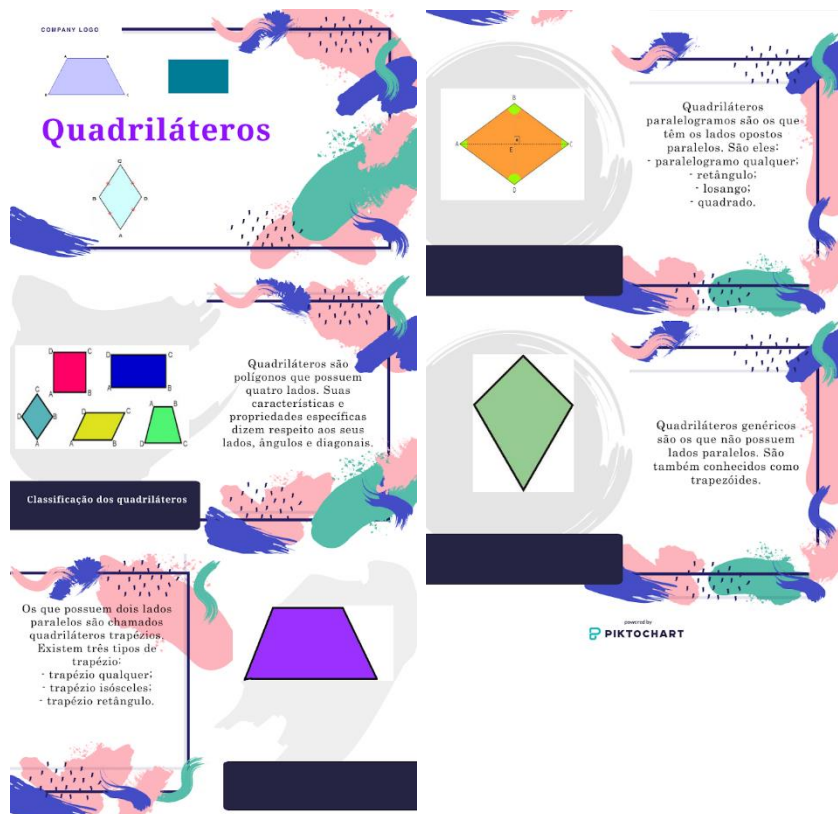 COMPANY LOGO
Quadriláteros
Quadriláteros são
polígonos que possuem
quatro lados. Suas
características e
propriedades específicas
dizem respeito aos seus
lados, ângulos e diagonais.
Classificação dos quadriláteros
Os que possuem dois lados
paralelos são chamados
quadriláteros trapézios.
Existem três tipos de
trapézio:
- trapézio qualquer;
- trapézio isósceles;
- trapézio retângulo.
Quadriláteros
paralelogramos são os que
têm os lados opostos
paralelos. São eles:
- paralelogramo qualquer;
- retângulo;
- losango;
- quadrado.
B
A
E
C
D
Quadriláteros genéricos
são os que não possuem
lados paralelos. São
também conhecidos como
trapezóides.
powered by
PIKTOCHART